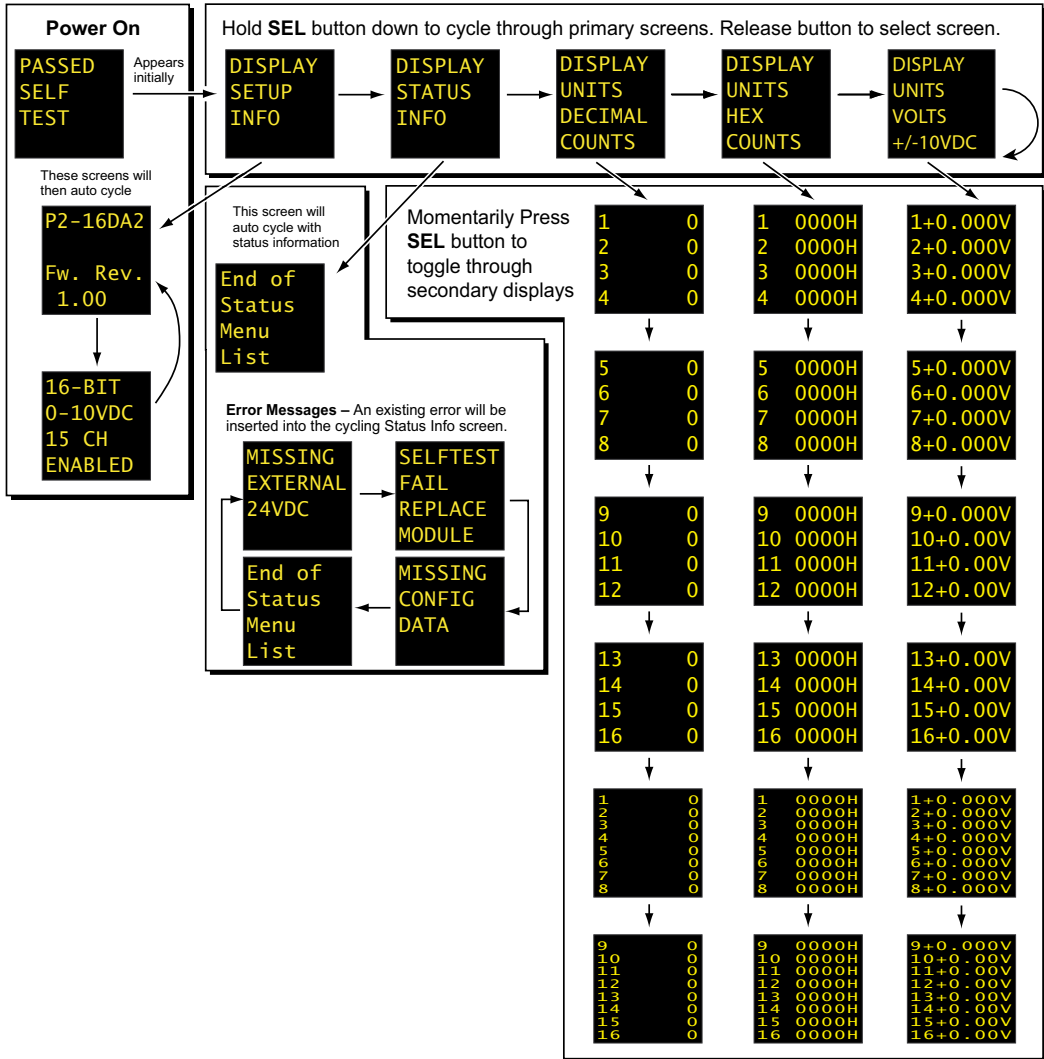 Power On
PASSED
SELF
TEST
Appears
initially
These screens will
then auto cycle
P2-16DA2
Fw. Rev.
1.00
16-BIT
0-10VDC
15 CH
ENABLED
Hold SEL button down to cycle through primary screens. Release button to select screen.
DISPLAY
SETUP
INFO
DISPLAY
STATUS
INFO
DISPLAY
UNITS
DECIMAL
COUNTS
DISPLAY
UNITS
HEX
COUNTS
DISPLAY
UNITS
VOLTS
+/-10VDC
This screen will
auto cycle with
status information
End of
Status
Menu
List
Error Messages – An existing error will be
inserted into the cycling Status Info screen.
MISSING
EXTERNAL
24VDC
SELFTEST
FAIL
REPLACE
MODULE
End of
Status
Menu
List
MISSING
CONFIG
DATA
Momentarily Press
SEL button to
toggle through
secondary displays
1 0
2 0
3 0
4 0
1 0000H
2 0000H
3 0000H
4 0000H
1+0.000V
2+0.000V
3+0.000V
4+0.000V
5 0
6 0
7 0
8 0
5 0000H
6 0000H
7 0000H
8 0000H
5+0.000V
6+0.000V
7+0.000V
8+0.000V
9 0
10 0
11 0
12 0
9 0000H
10 0000H
11 0000H
12 0000H
9+0.000V
10+0.00V
11+0.00V
12+0.00V
13 0
14 0
15 0
16 0
13 0000H
14 0000H
15 0000H
16 0000H
13+0.00V
14+0.00V
15+0.00V
16+0.00V
1 0
2 0
3 0
4 0
5 0
6 0
7 0
8 0
1 0000H
2 0000H
3 0000H
4 0000H
5 0000H
6 0000H
7 0000H
8 0000H
1+0.000V
2+0.000V
3+0.000V
4+0.000V
5+0.000V
6+0.000V
7+0.000V
8+0.000V
9 0
10 0
11 0
12 0
13 0
14 0
15 0
16 0
9 0000H
10 0000H
11 0000H
12 0000H
13 0000H
14 0000H
15 0000H
16 0000H
9+0.000V
10+0.00V
11+0.00V
12+0.00V
13+0.00V
14+0.00V
15+0.00V
16+0.00V